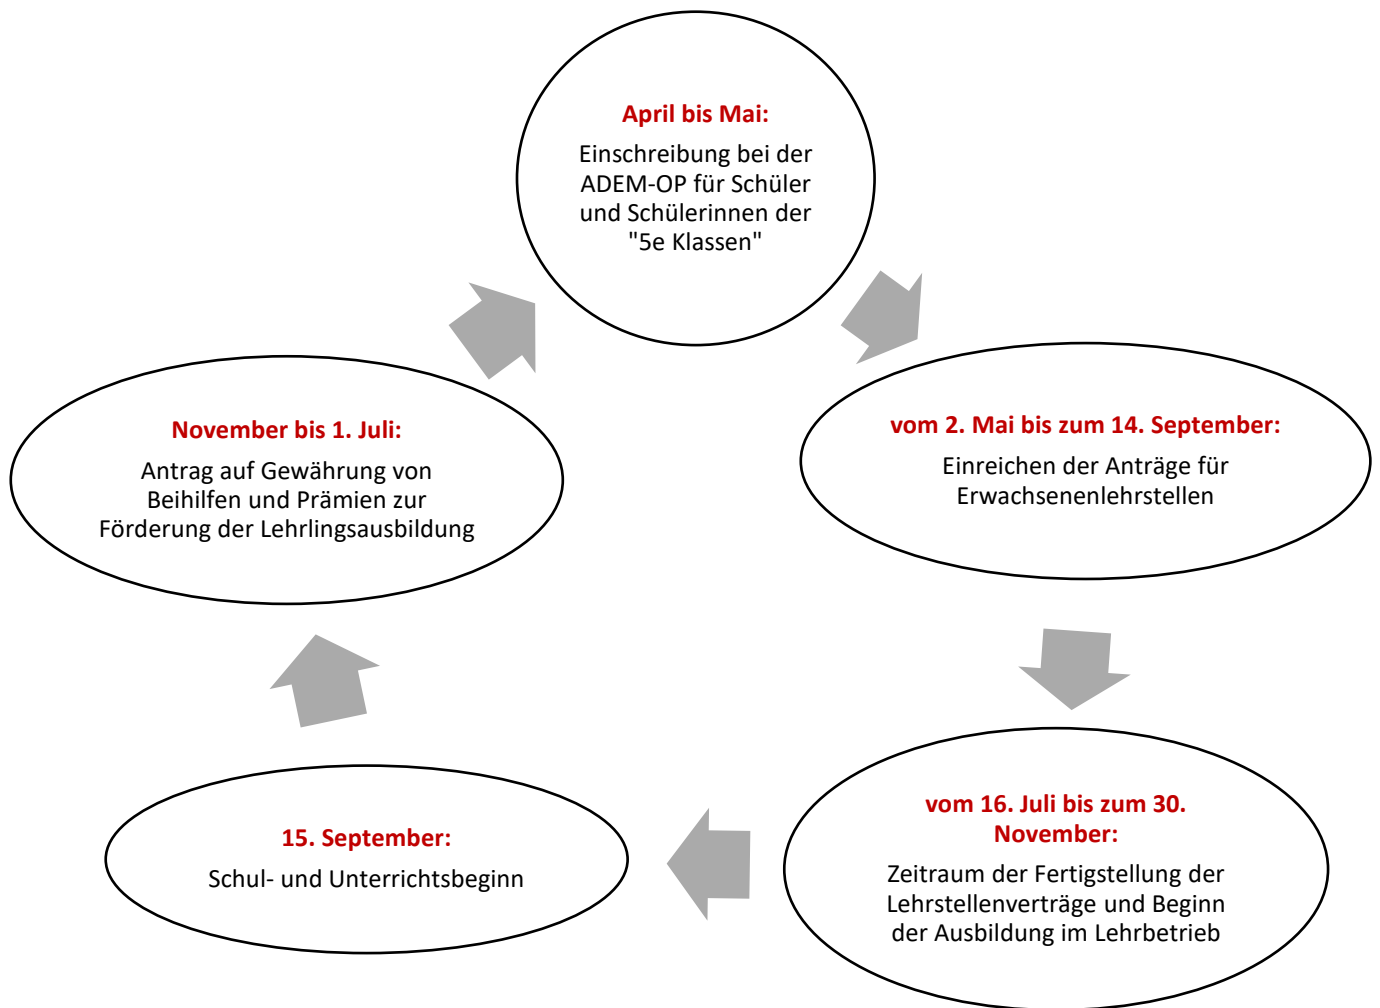 April bis Mai:
Einschreibung bei der
ADEM-OP für Schüler
und Schülerinnen der
"5e Klassen"
vom 2. Mai bis zum 14. September:
Einreichen der Anträge für
Erwachsenenlehrstellen
vom 16. Juli bis zum 30.
November:
Zeitraum der Fertigstellung der
Lehrstellenverträge und Beginn
der Ausbildung im Lehrbetrieb
15. September:
Schul- und Unterrichtsbeginn
November bis 1. Juli:
Antrag auf Gewährung von
Beihilfen und Prämien zur
Förderung der Lehrlingsausbildung